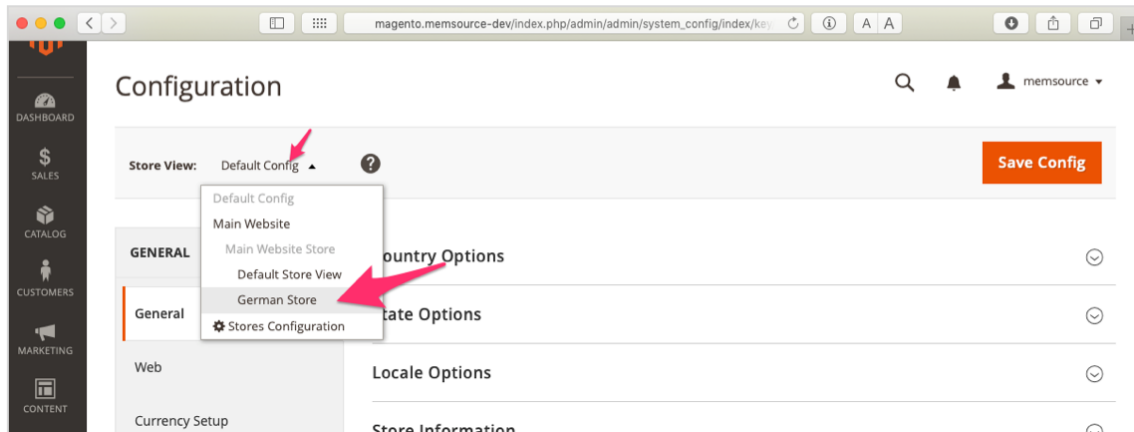 magento.memsource-dev/index.php/admin/admin/system_config/index/key
A A
Configuration
memsource
DASHBOARD
Store View: Default Config ?
Save Config
SALES
Default Config
Main Website
CATALOG
Main Website Store
GENERAL
ountry Options
Default Store View
CUSTOMERS
German Store
General
tate Options
Stores Configuration
MARKETING
Web
Locale Options
CONTENT
Currency Setup
Store Information